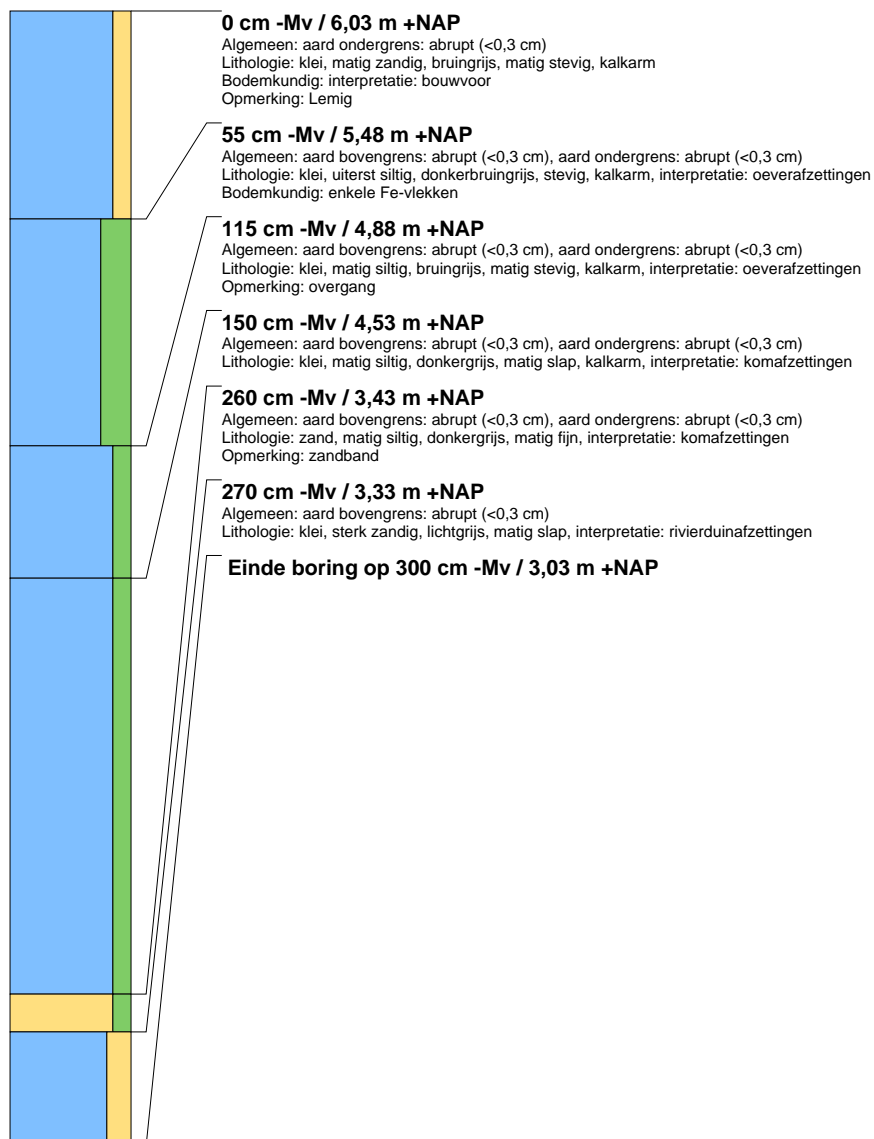 0 cm -Mv / 6,03 m +NAP
Algemeen: aard ondergrens: abrupt (<0,3 cm)
Lithologie: klei, matig zandig, bruingrijs, matig stevig, kalkarm
Bodemkundig: interpretatie: bouwvoor
Opmerking: Lemig
55 cm -Mv / 5,48 m +NAP
Algemeen: aard bovengrens: abrupt (<0,3 cm), aard ondergrens: abrupt (<0,3 cm)
Lithologie: klei, uiterst siltig, donkerbruingrijs, stevig, kalkarm, interpretatie: oeverafzettingen
Bodemkundig: enkele Fe-vlekken
115 cm -Mv / 4,88 m +NAP
Algemeen: aard bovengrens: abrupt (<0,3 cm), aard ondergrens: abrupt (<0,3 cm)
Lithologie: klei, matig siltig, bruingrijs, matig stevig, kalkarm, interpretatie: oeverafzettingen
Opmerking: overgang
150 cm -Mv / 4,53 m +NAP
Algemeen: aard bovengrens: abrupt (<0,3 cm), aard ondergrens: abrupt (<0,3 cm)
Lithologie: klei, matig siltig, donkergrijs, matig slap, kalkarm, interpretatie: komafzettingen
260 cm -Mv / 3,43 m +NAP
Algemeen: aard bovengrens: abrupt (<0,3 cm), aard ondergrens: abrupt (<0,3 cm)
Lithologie: zand, matig siltig, donkergrijs, matig fijn, interpretatie: komafzettingen
Opmerking: zandband
270 cm -Mv / 3,33 m +NAP
Algemeen: aard bovengrens: abrupt (<0,3 cm)
Lithologie: klei, sterk zandig, lichtgrijs, matig slap, interpretatie: rivierduinafzettingen
Einde boring op 300 cm -Mv / 3,03 m +NAP